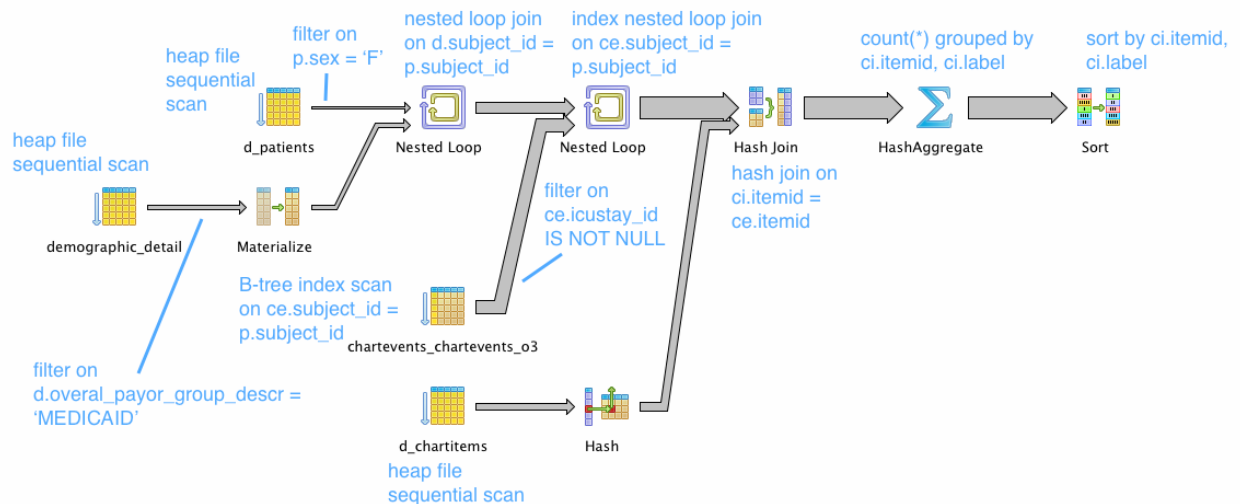 nested loop join
on d.subject_id =
p.subject_id
index nested loop join
on ce.subject_id =
p.subject_id
filter on
p.sex = ‘F’
count(*) grouped by
ci.itemid, ci.label
sort by ci.itemid,
ci.label
heap file
sequential
scan
d_patients
Nested Loop
Nested Loop
Hash Join
HashAggregate
Sort
heap file
sequential scan
hash join on
ci.itemid =
ce.itemid
filter on
ce.icustay_id
IS NOT NULL
demographic_detail
Materialize
B-tree index scan
on ce.subject_id =
p.subject_id
chartevents_chartevents_o3
filter on
d.overal_payor_group_descr =
‘MEDICAID’
d_chartitems
Hash
heap file
sequential scan